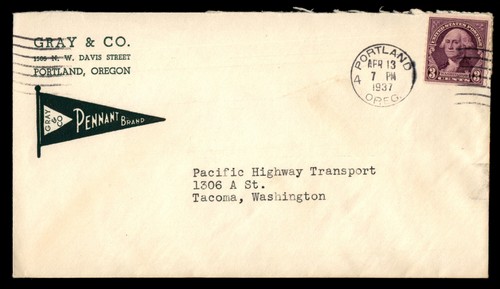 GRAY & CO.
1509 N. W. DAVIS STREET
PORTLAND, OREGON
GRAY & CO
PENNANT BRAND
PORTLAND
APR 13
7 PM
1937
OREG.
4
UNITED STATES POSTAGE
3 CENTS 3
Pacific Highway Transport
1306 A St.
Tacoma, Washington